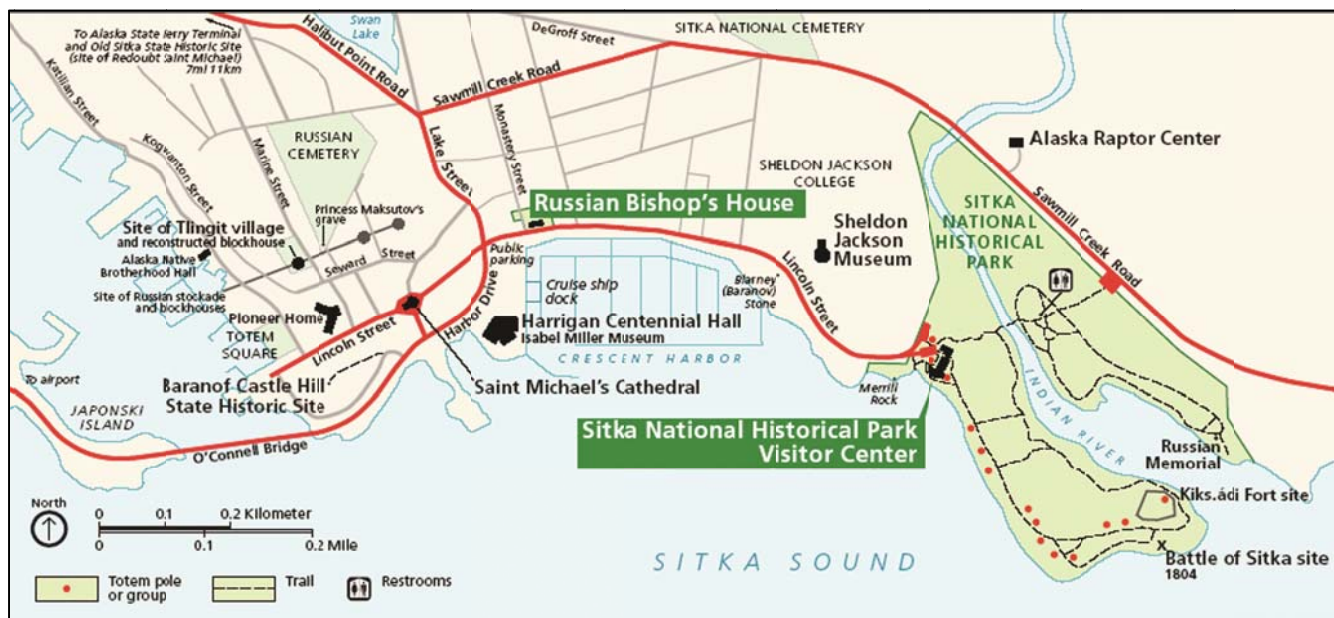 To Alaska State Ferry Terminal
and Old Sitka State Historic Site
(site of Redoubt Saint Michael)
7mi 11km
Swan
Lake
DeGroff Street
SITKA NATIONAL CEMETERY
Halibut Point Road
Sawmill Creek Road
Katilian Street
Kogwanton Street
Marine Street
RUSSIAN
CEMETERY
Lake Street
Monastery Street
Alaska Raptor Center
SHELDON JACKSON
COLLEGE
Russian Bishop's House
Sawmill Creek Road
SITKA
NATIONAL
HISTORICAL
PARK
Princess Maksutov's
grave
Site of Tlingit village
and reconstructed blockhouse
Alaska Native
Brotherhood Hall
Seward Street
Public
parking
Sheldon
Jackson
Museum
Site of Russian stockade
and bockhouses
Cruise ship
dock
Blarney
(Baranov)
Stone
Lincoln Street
Pioneer Home
TOTEM
SQUARE
Lincoln Street
Harbor Drive
Harrigan Centennial Hall
Isabel Miller Museum
CRESCENT HARBOR
Baranof Castle Hill
State Historic Site
Saint Michael's Cathedral
Merrill
Rock
INDIAN RIVER
To airport
JAPONSKI
ISLAND
O'Connell Bridge
Sitka National Historical Park
Visitor Center
Russian
Memorial
Kiks.ádi Fort site
North
0 0.1 0.2 Kilometer
0 0.1 0.2 Mile
SITKA SOUND
Battle of Sitka site
1804
Totem pole
or group
Trail
Restrooms